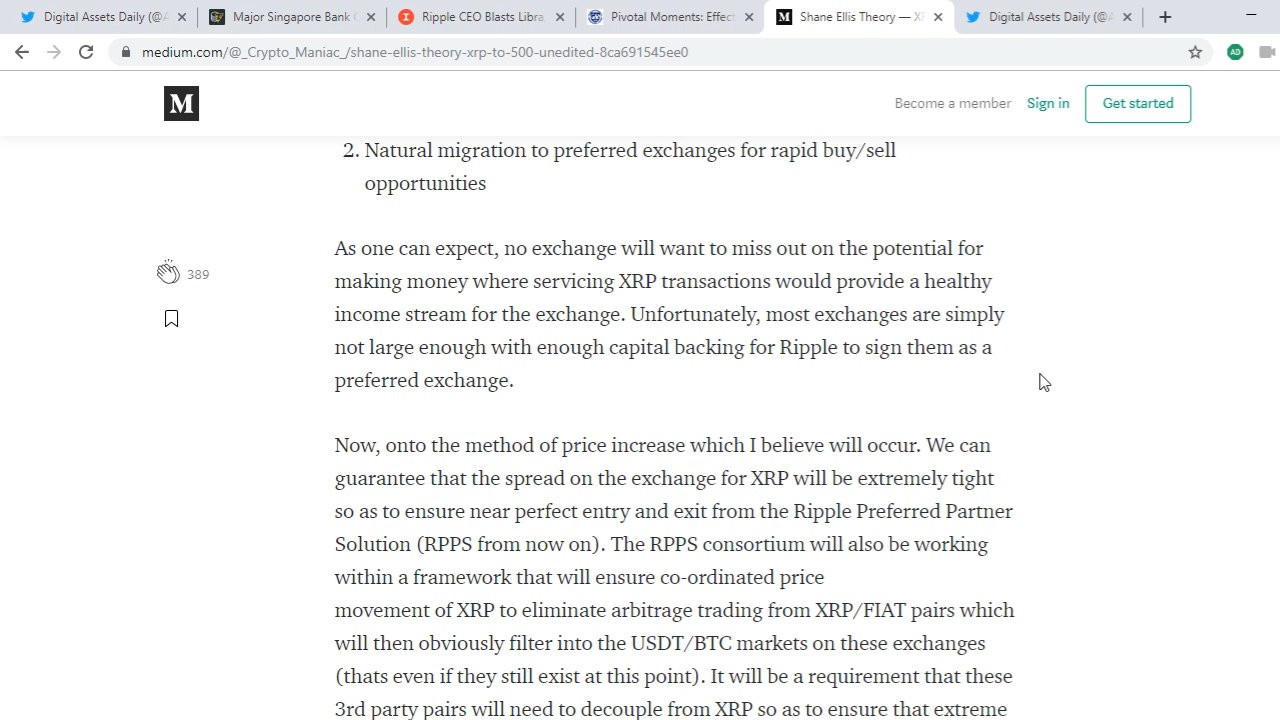 Digital Assets Daily (@A
Major Singapore Bank
Ripple CEO Blasts Libra,
Pivotal Moments: Effect
Shane Ellis Theory — XR
Digital Assets Daily (@A
medium.com/@_Crypto_Maniac_/shane-ellis-theory-xrp-to-500-unedited-8ca691545ee0
AD
M
Become a member
Sign in
Get started
2. Natural migration to preferred exchanges for rapid buy/sell
opportunities
389
As one can expect, no exchange will want to miss out on the potential for
making money where servicing XRP transactions would provide a healthy
income stream for the exchange. Unfortunately, most exchanges are simply
not large enough with enough capital backing for Ripple to sign them as a
preferred exchange.
Now, onto the method of price increase which I believe will occur. We can
guarantee that the spread on the exchange for XRP will be extremely tight
so as to ensure near perfect entry and exit from the Ripple Preferred Partner
Solution (RPPS from now on). The RPPS consortium will also be working
within a framework that will ensure co-ordinated price
movement of XRP to eliminate arbitrage trading from XRP/FIAT pairs which
will then obviously filter into the USDT/BTC markets on these exchanges
(thats even if they still exist at this point). It will be a requirement that these
3rd party pairs will need to decouple from XRP so as to ensure that extreme